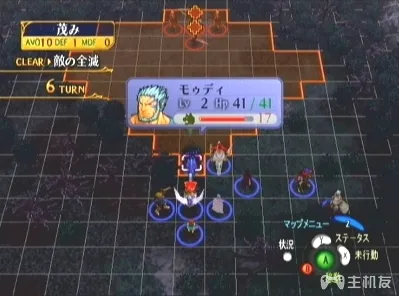 茂み
AVO10 DEF 1 MDF 0
CLEAR▶敵の全滅
6 TURN
モゥディ
Lv 2 Hp 41/41
17
マップメニュー
L
状況
ステータス
未行動
A
B
主机友